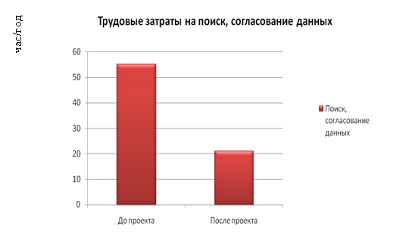 Трудовые затраты на поиск, согласование данных
час/год
60
50
40
30
20
10
0
До проекта
После проекта
Поиск,
согласование
данных